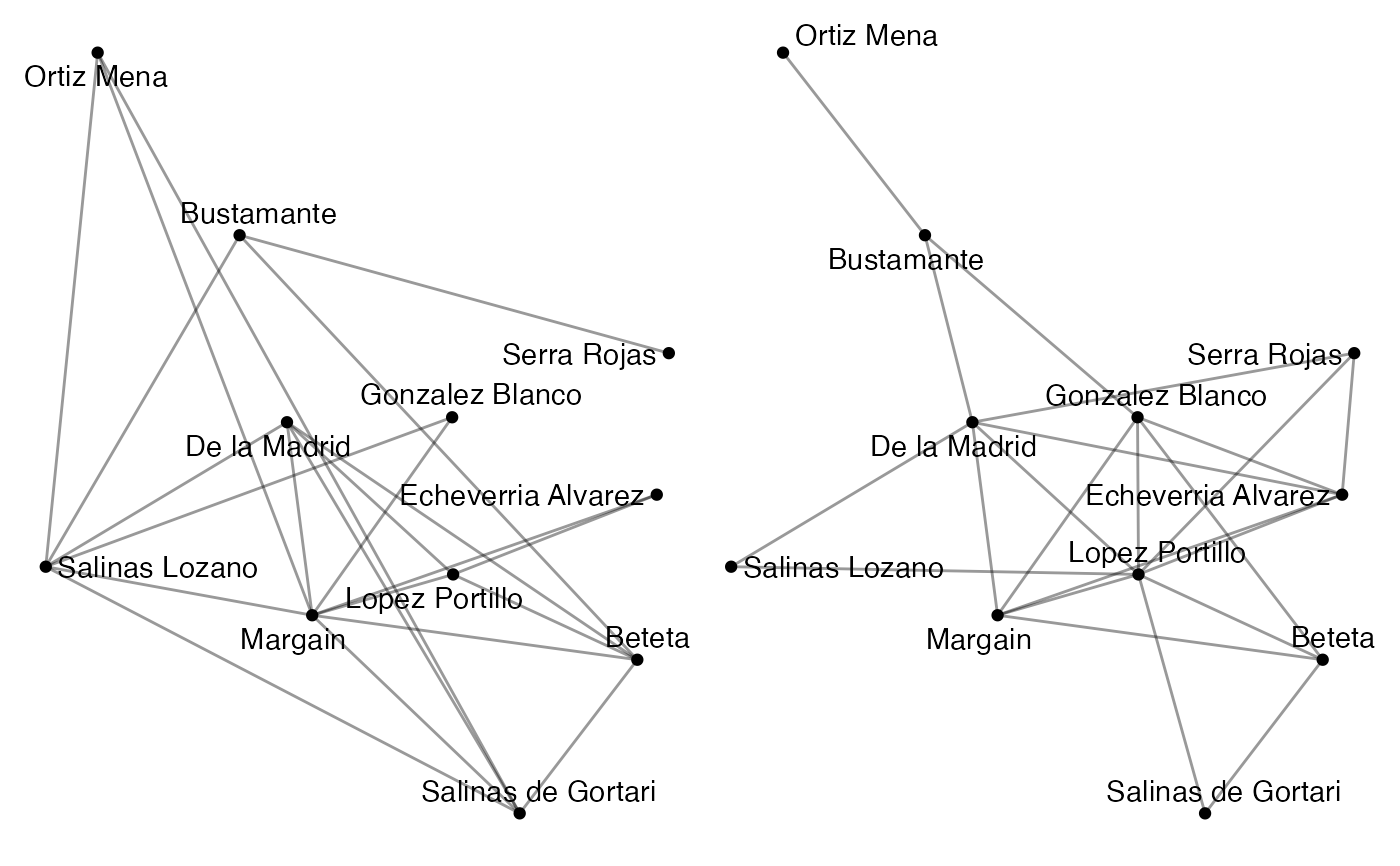 Ortiz Mena
Bustamante
Serra Rojas
Gonzalez Blanco
De la Madrid
Echeverria Alvarez
Salinas Lozano
Lopez Portillo
Margain
Beteta
Salinas de Gortari
Ortiz Mena
Bustamante
Serra Rojas
Gonzalez Blanco
De la Madrid
Echeverria Alvarez
Lopez Portillo
Salinas Lozano
Margain
Beteta
Salinas de Gortari